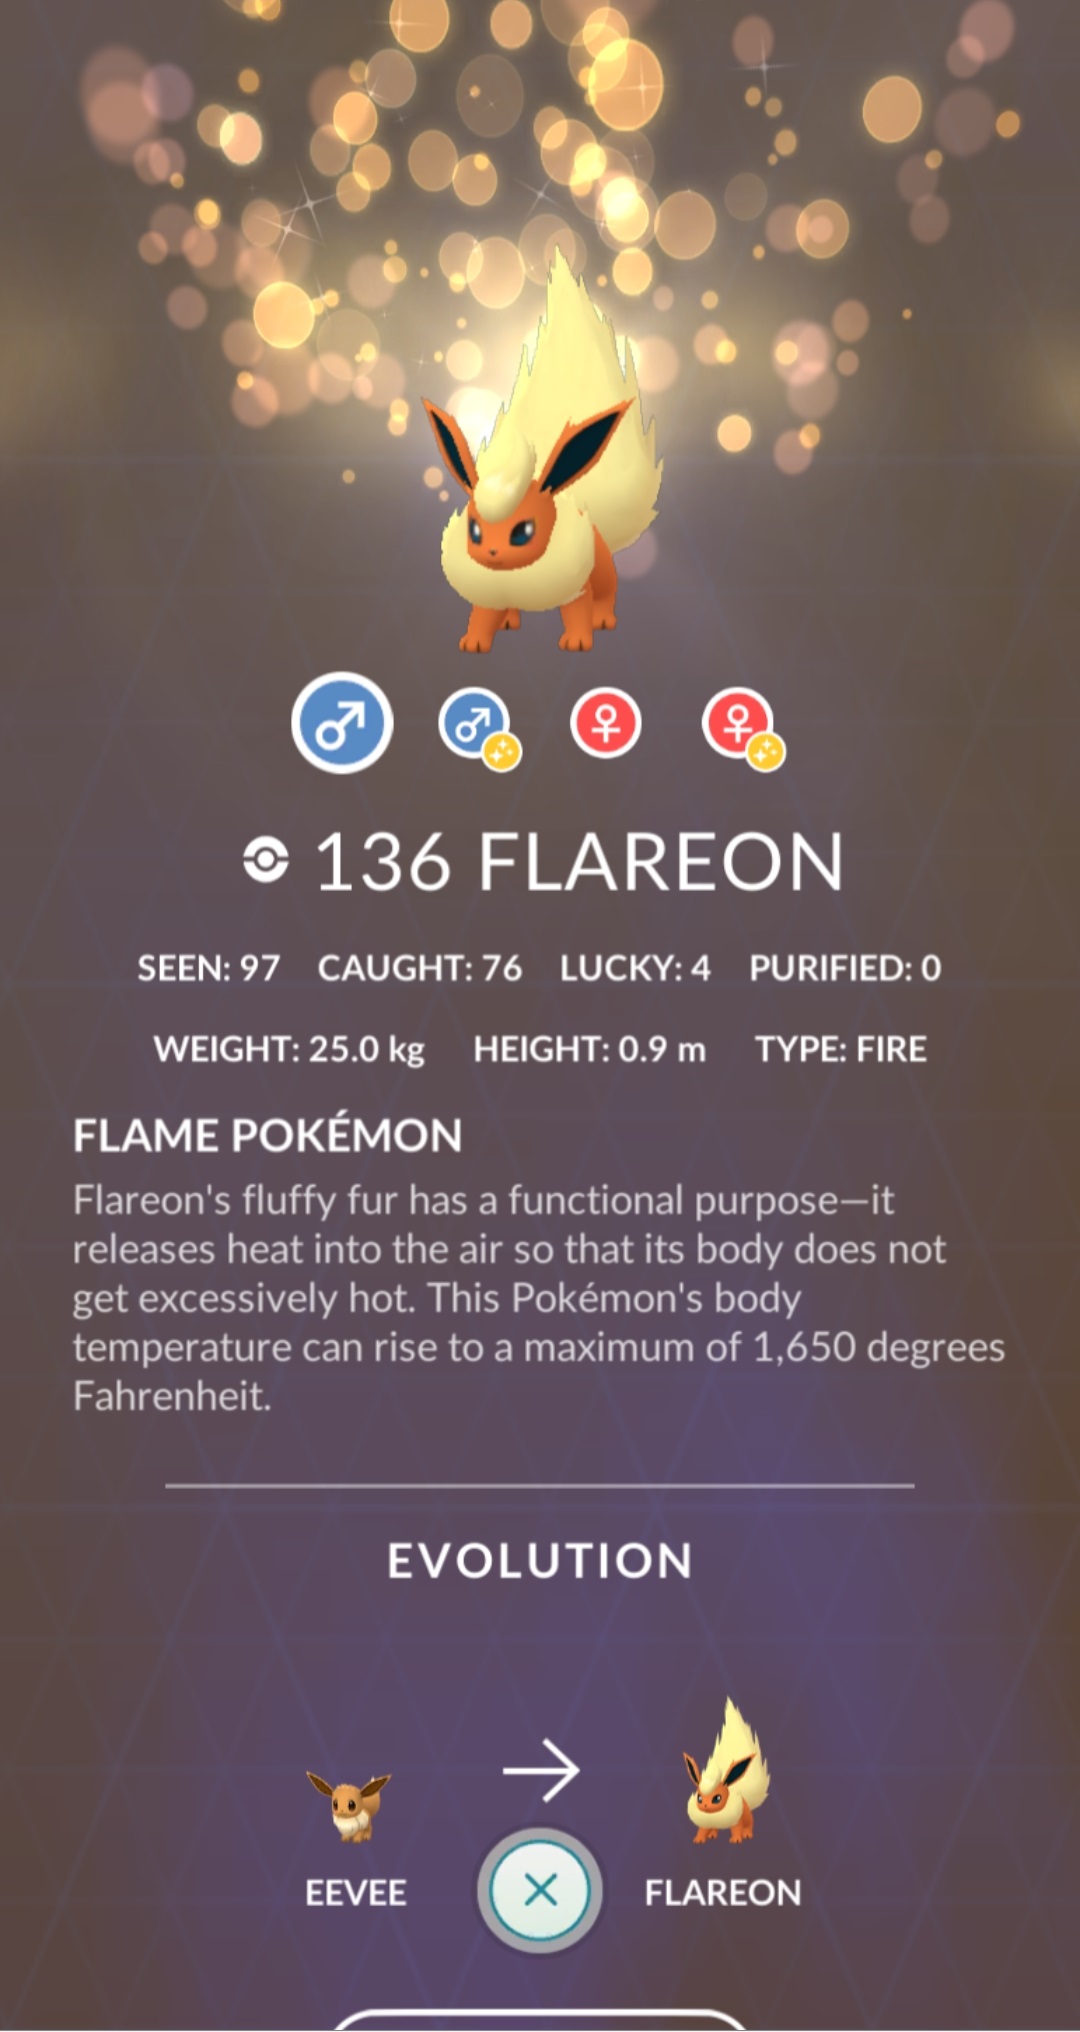 136 FLAREON
SEEN: 97 CAUGHT: 76 LUCKY: 4 PURIFIED: 0
WEIGHT: 25.0 kg HEIGHT: 0.9 m TYPE: FIRE
FLAME POKÉMON
Flareon's fluffy fur has a functional purpose—it
releases heat into the air so that its body does not
get excessively hot. This Pokémon's body
temperature can rise to a maximum of 1,650 degrees
Fahrenheit.
EVOLUTION
EEVEE FLAREON